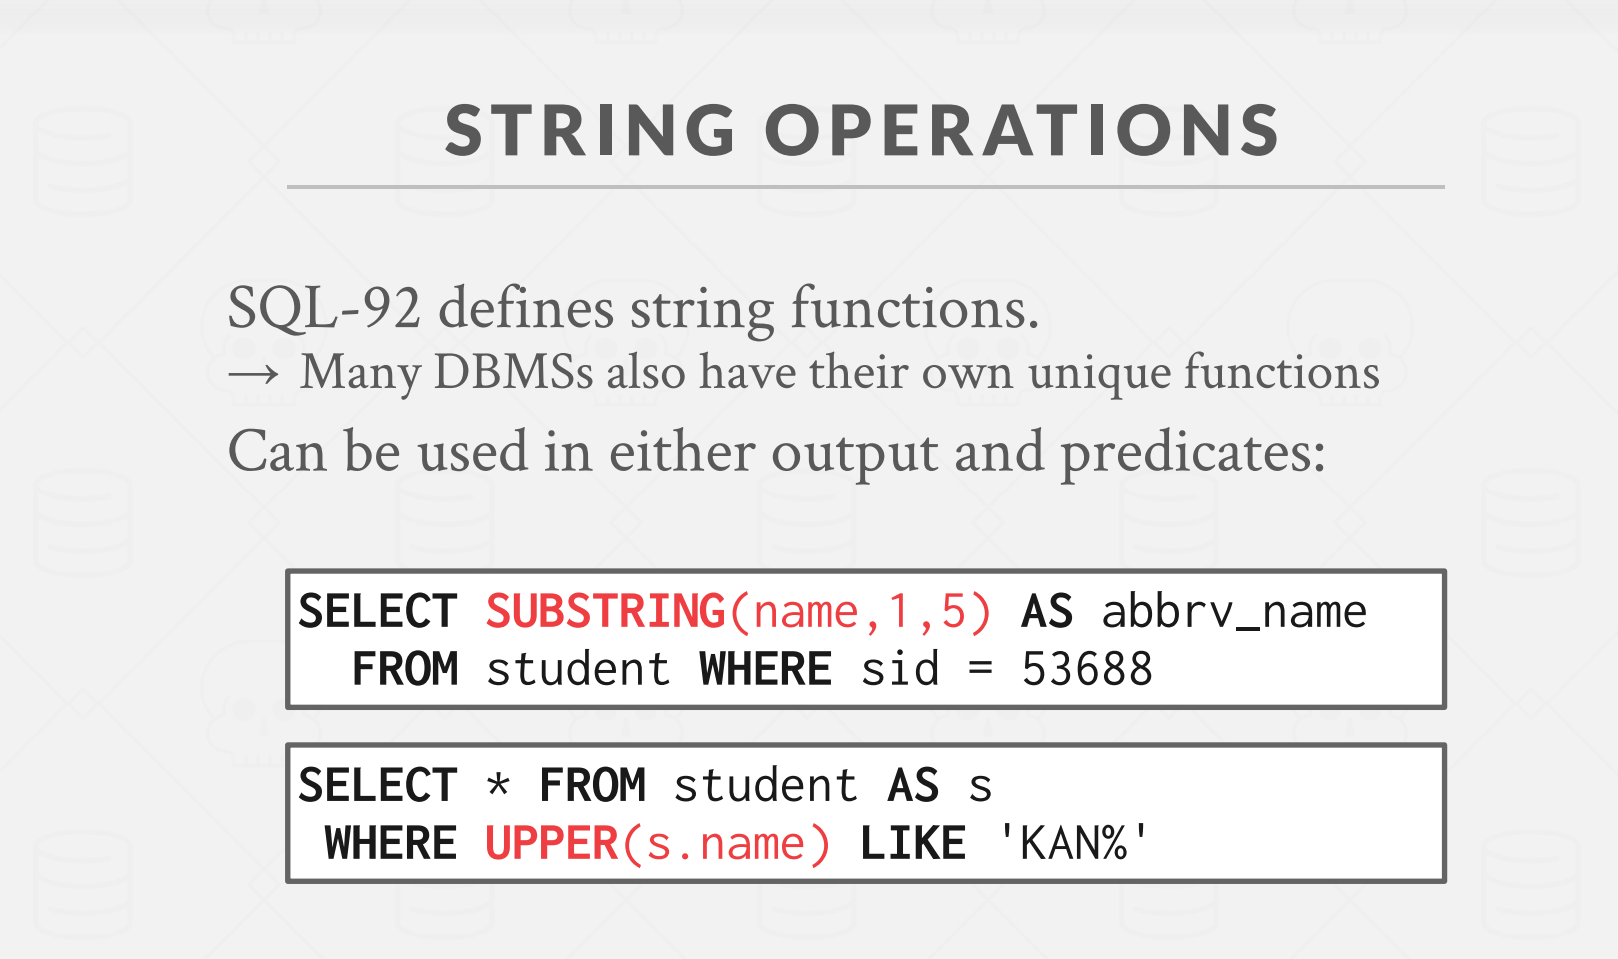 STRING OPERATIONS
SQL-92 defines string functions.
→ Many DBMSs also have their own unique functions
Can be used in either output and predicates:
SELECT SUBSTRING(name,1,5) AS abbrv_name
FROM student WHERE sid = 53688
SELECT * FROM student AS s
WHERE UPPER(s.name) LIKE 'KAN%'